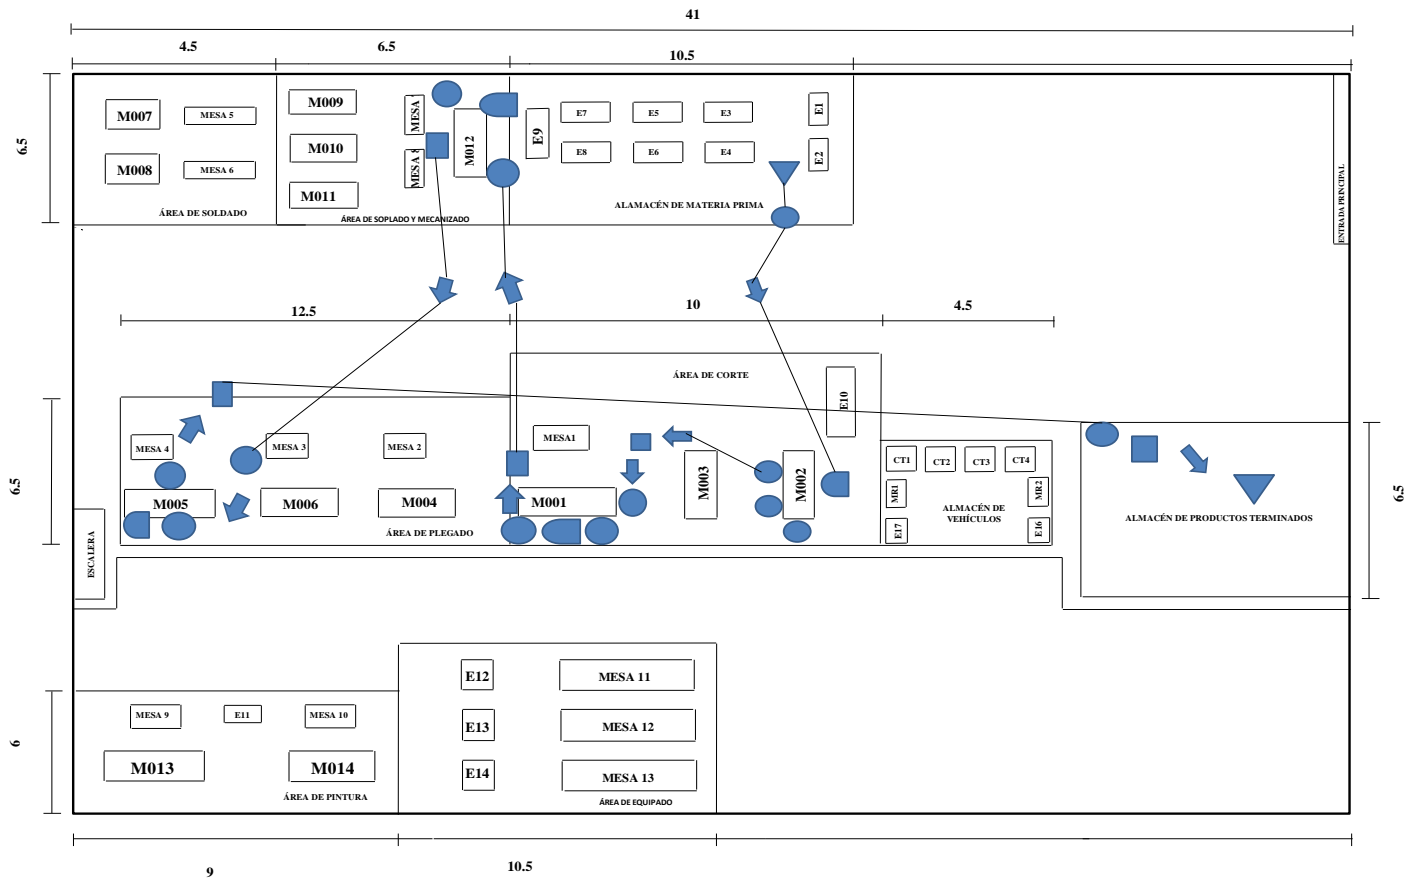 41
4.5
6.5
10.5
6.5
M007
MESA 5
M008
MESA 6
ÁREA DE SOLDADO
M009
M010
M011
MESA
MESA 8
M012
ÁREA DE SOPLADO Y MECANIZADO
E9
E7
E5
E3
E1
E8
E6
E4
E2
ALAMACÉN DE MATERIA PRIMA
ENTRADA PRINCIPAL
12.5
10
4.5
6.5
ÁREA DE CORTE
E10
MESA 4
MESA 3
MESA 2
MESA1
M005
M006
M004
M001
M003
M002
ÁREA DE PLEGADO
ESCALERA
CT1
CT2
CT3
CT4
MR1
MR2
ALMACÉN DE
VEHÍCULOS
E17
E16
ALMACÉN DE PRODUCTOS TERMINADOS
6.5
6
MESA 9
E11
MESA 10
M013
M014
ÁREA DE PINTURA
E12
MESA 11
E13
MESA 12
E14
MESA 13
ÁREA DE EQUIPADO
9
10.5